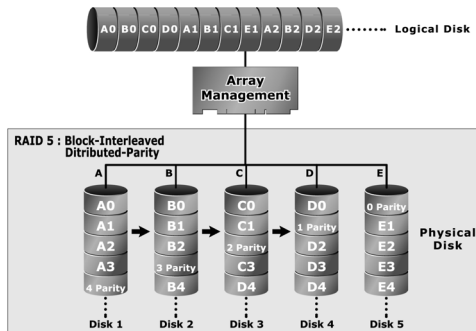 A0 B0 C0 D0 A1 B1 C1 E1 A2 B2 D2 E2
Logical Disk
Array
Management
RAID 5 : Block-Interleaved
Ditributed-Parity
A B C D E
A0 B0 C0 D0 0 Parity
A1 B1 C1 1 Parity E1
A2 B2 2 Parity D2 E2
A3 3 Parity C3 D3 E3
4 Parity B4 D4 D4 E4
Physical
Disk
Disk 1 Disk 2 Disk 3 Disk 4 Disk 5